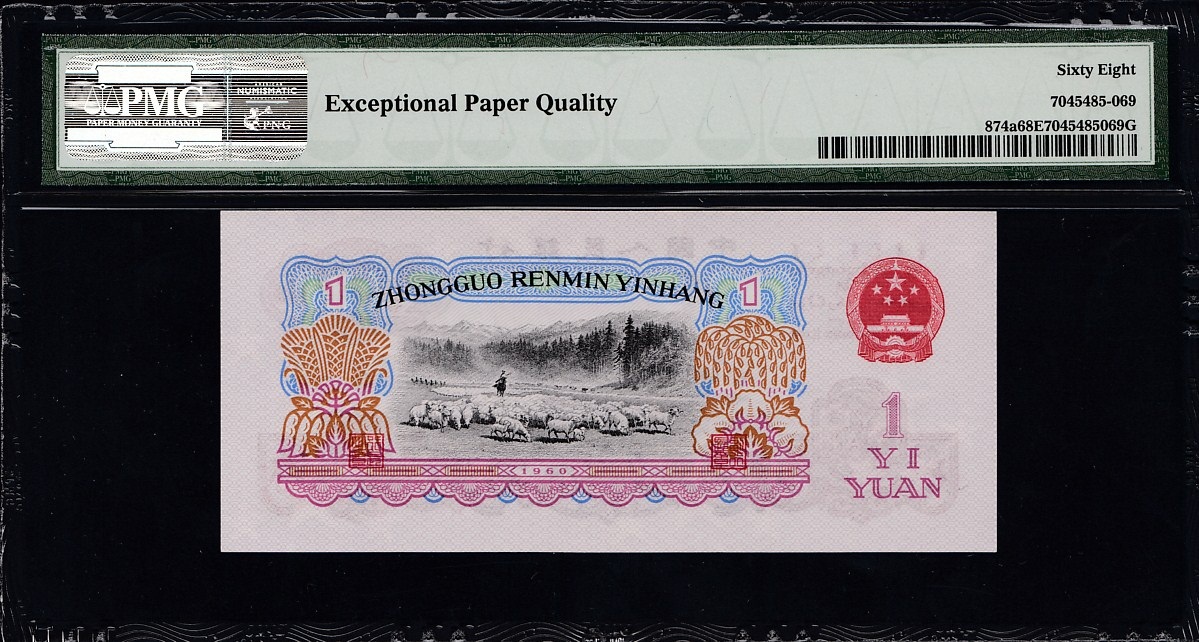 PMG
PAPER MONEY GUARANTY
NUMISMATIC
PNG
Exceptional Paper Quality
Sixty Eight
7045485-069
874a68E7045485069G
1
ZHONGGUO RENMIN YINHANG
1
1960
1
YI
YUAN